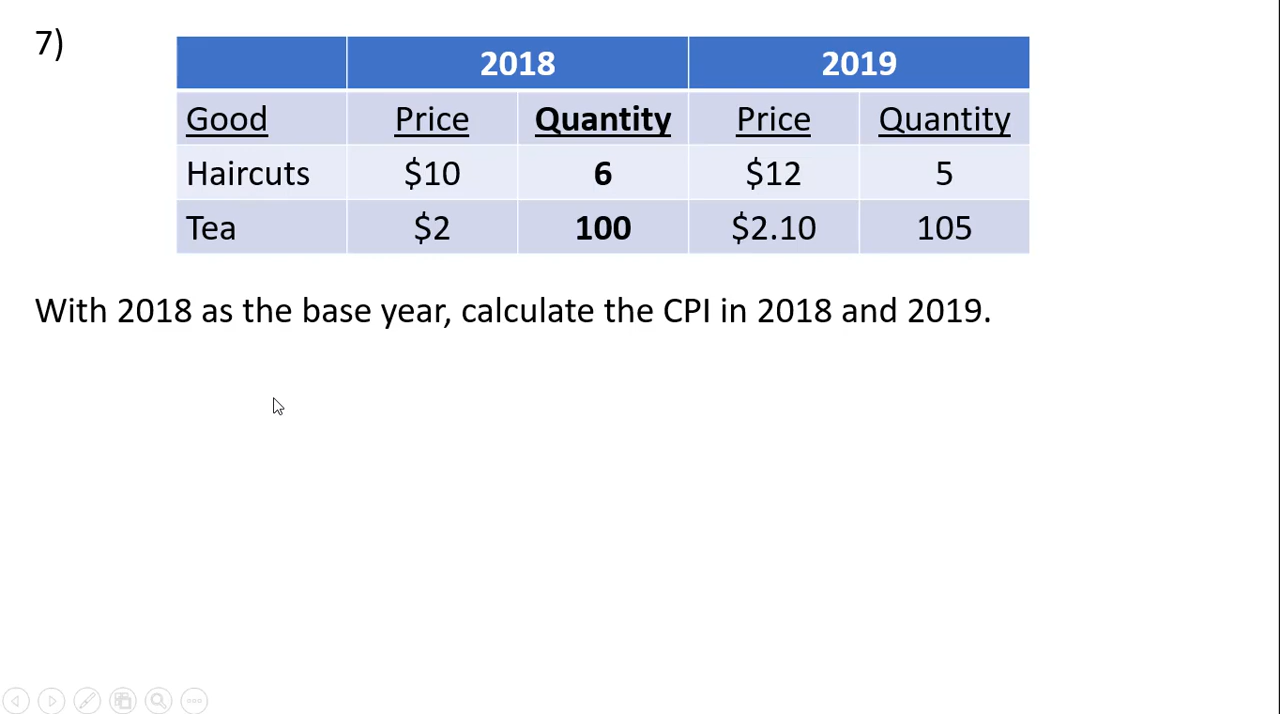 7)
2018 2019
Good Price Quantity Price Quantity
Haircuts $10 6 $12 5
Tea $2 100 $2.10 105
With 2018 as the base year, calculate the CPI in 2018 and 2019.